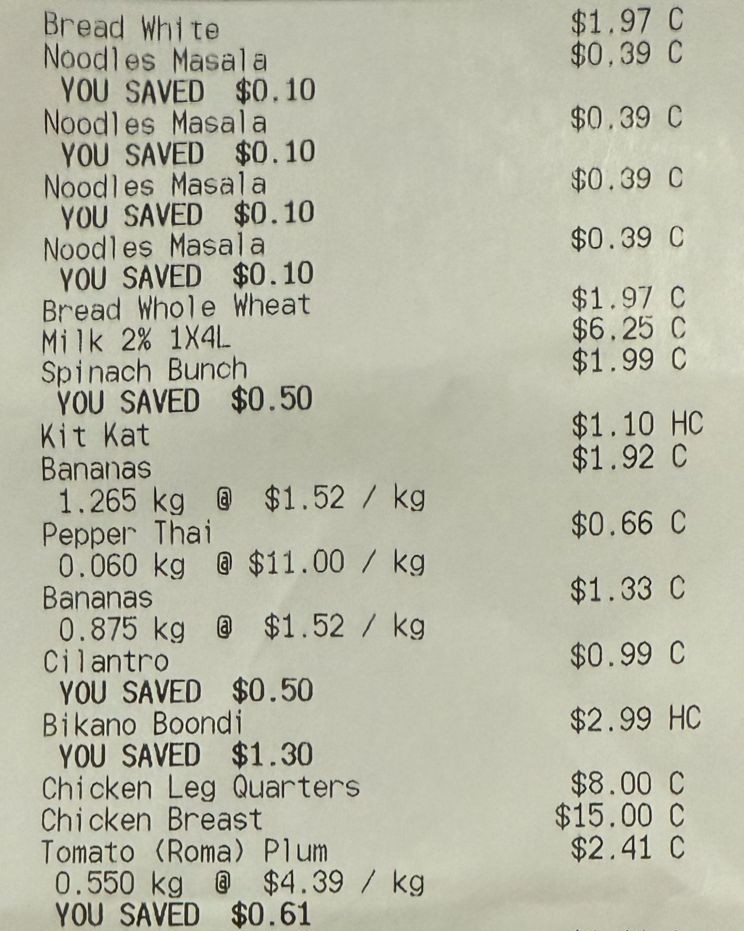 Bread White $1.97 C
Noodles Masala $0.39 C
YOU SAVED $0.10
Noodles Masala $0.39 C
YOU SAVED $0.10
Noodles Masala $0.39 C
YOU SAVED $0.10
Noodles Masala $0.39 C
YOU SAVED $0.10
Bread Whole Wheat $1.97 C
Milk 2% 1X4L $6.25 C
Spinach Bunch $1.99 C
YOU SAVED $0.50
Kit Kat $1.10 HC
Bananas $1.92 C
1.265 kg @ $1.52 / kg
Pepper Thai $0.66 C
0.060 kg @ $11.00 / kg
Bananas $1.33 C
0.875 kg @ $1.52 / kg
Cilantro $0.99 C
YOU SAVED $0.50
Bikano Boondi $2.99 HC
YOU SAVED $1.30
Chicken Leg Quarters $8.00 C
Chicken Breast $15.00 C
Tomato (Roma) Plum $2.41 C
0.550 kg @ $4.39 / kg
YOU SAVED $0.61